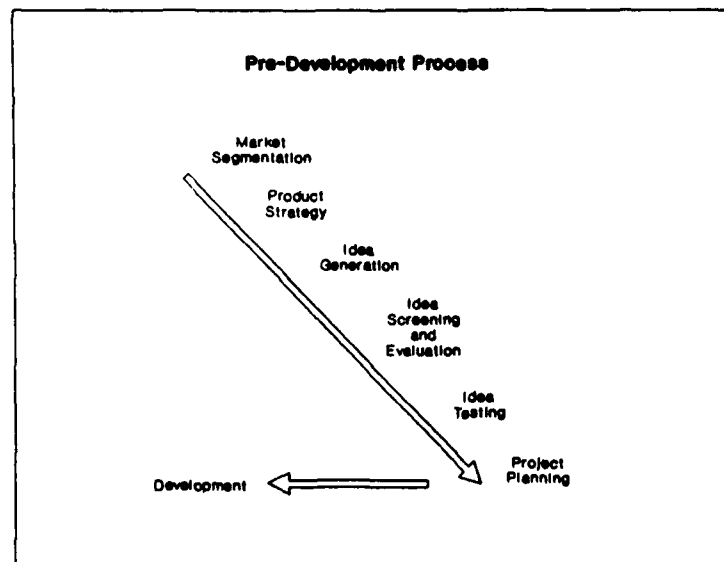 Pre-Development Process
Market
Segmentation
Product
Strategy
Idea
Generation
Idea
Screening
and
Evaluation
Idea
Testing
Project
Planning
Development